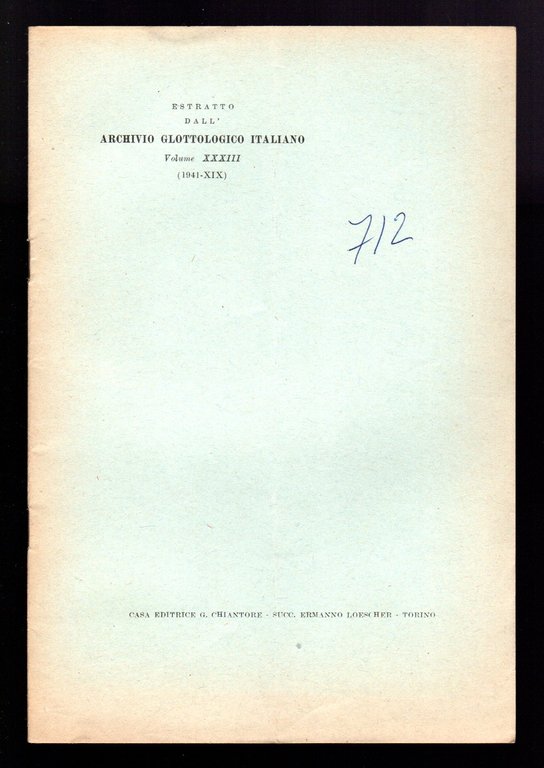 ESTRATTO
DALL'
ARCHIVIO GLOTTOLOGICO ITALIANO
Volume XXXIII
(1941-XIX)
712
CASA EDITRICE G. CHIANTORE - SUCC. ERMANNO LOESCHER - TORINO